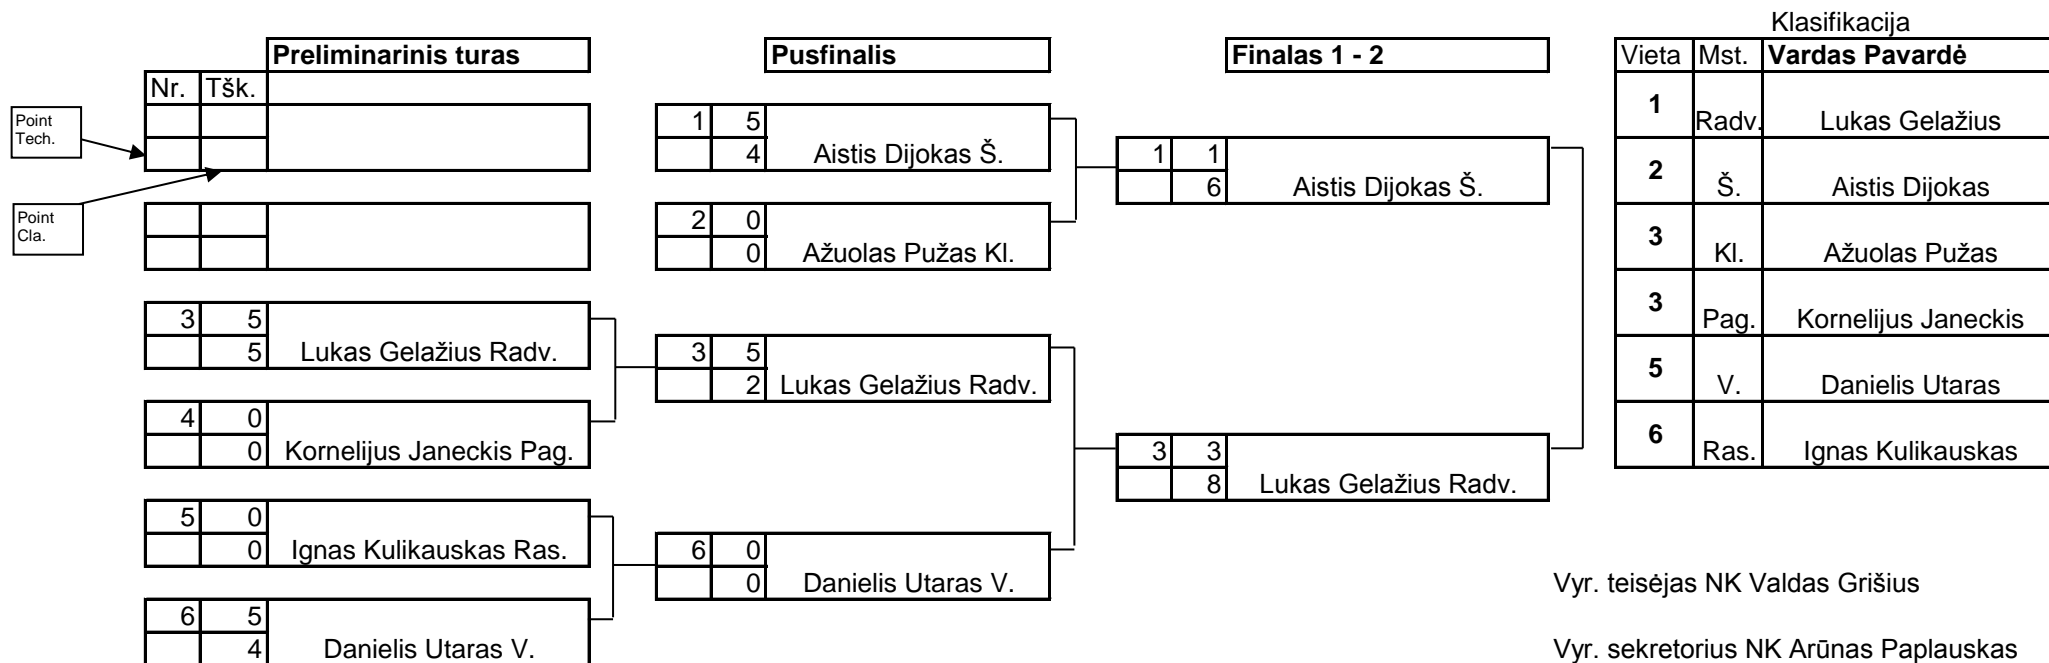 Klasifikacija
Preliminarinis turas Pusfinalis Finalas 1 - 2 Vieta Mst. Vardas Pavardė
Nr. Tšk.
Point
Tech.
1 5
4 Aistis Dijokas Š.
1 1
6 Aistis Dijokas Š.
Point
Cla.
2 0
0 Ažuolas Pužas Kl.
3 5
5 Lukas Gelažius Radv.
3 5
2 Lukas Gelažius Radv.
4 0
0 Kornelijus Janeckis Pag.
3 3
8 Lukas Gelažius Radv.
5 0
0 Ignas Kulikauskas Ras.
6 0
0 Danielis Utaras V.
6 5
4 Danielis Utaras V.
1 Radv. Lukas Gelažius
2 Š. Aistis Dijokas
3 Kl. Ažuolas Pužas
3 Pag. Kornelijus Janeckis
5 V. Danielis Utaras
6 Ras. Ignas Kulikauskas
Vyr. teisėjas NK Valdas Grišius
Vyr. sekretorius NK Arūnas Paplauskas